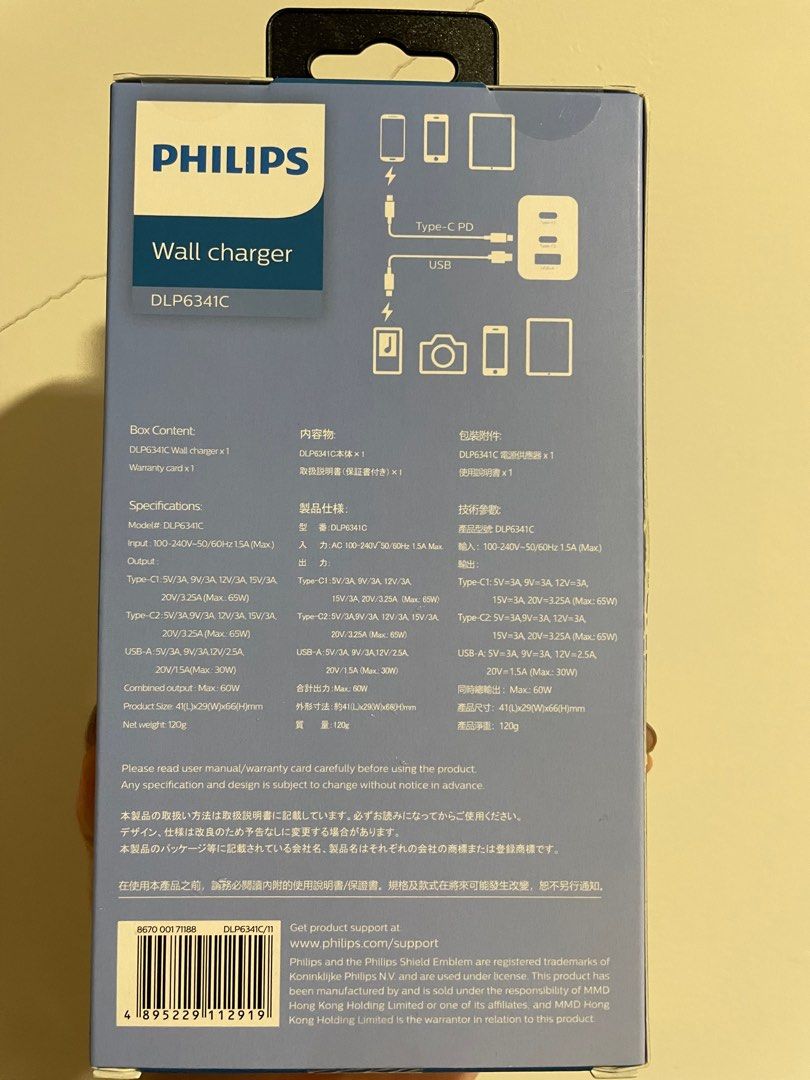 PHILIPS
Wall charger
DLP6341C
Type-C PD
USB
Box Content:
DLP6341C Wall charger x 1
Warranty card x 1
内容物:
DLP6341C本体 × 1
取扱説明書(保証書付き) × 1
包裝附件:
DLP6341C 電源供應器 x 1
使用說明書 x 1
Specifications:
Model#: DLP6341C
Input : 100-240V~50/60Hz 1.5A (Max.)
Output :
Type-C1: 5V/3A, 9V/3A, 12V/3A, 15V/3A,
20V/3.25A (Max.: 65W)
Type-C2: 5V/3A,9V/3A, 12V/3A, 15V/3A,
20V/3.25A (Max.: 65W)
USB-A: 5V/3A, 9V/3A,12V/2.5A,
20V/1.5A(Max.: 30W)
Combined output : Max.: 60W
Product Size: 41(L)x29(W)x66(H)mm
Net weight: 120g
製品仕様:
型 番:DLP6341C
入 力:AC 100-240V~50/60Hz 1.5A Max.
出 力:
Type-C1: 5V/3A, 9V/3A, 12V/3A,
15V/3A, 20V/3.25A (Max.: 65W)
Type-C2: 5V/3A,9V/3A, 12V/3A, 15V/3A,
20V/3.25A (Max.: 65W)
USB-A: 5V/3A, 9V/3A,12V/2.5A,
20V/1.5A (Max.: 30W)
合計出力:Max.: 60W
外形寸法: 約41(L)x29(W)x66(H)mm
質 量:120g
技術參數:
產品型號: DLP6341C
輸入 : 100-240V~50/60Hz 1.5A (Max.)
輸出:
Type-C1: 5V=3A, 9V=3A, 12V=3A,
15V=3A, 20V=3.25A (Max.: 65W)
Type-C2: 5V=3A,9V=3A, 12V=3A,
15V=3A, 20V=3.25A (Max.: 65W)
USB-A: 5V=3A, 9V=3A, 12V=2.5A,
20V=1.5A (Max.: 30W)
同時總輸出 : Max.: 60W
產品尺寸: 41(L)x29(W)x66(H)mm
產品淨重: 120g
Please read user manual/warranty card carefully before using the product.
Any specification and design is subject to change without notice in advance.
本製品の取扱い方法は取扱説明書に記載しています。必ずお読みになってからご使用ください。
デザイン、仕様は改良のため予告なしに変更する場合があります。
本製品のパッケージ等に記載されている会社名、製品名はそれぞれの会社の商標または登録商標です。
在使用本產品之前，請務必閱讀內附的使用說明書/保證書。規格及款式在將來可能發生改變，恕不另行通知。
8670 001 71188 DLP6341C/11
4 895229 112919
Get product support at
www.philips.com/support
Philips and the Philips Shield Emblem are registered trademarks of
Koninklijke Philips N.V. and are used under license. This product has
been manufactured by and is sold under the responsibility of MMD
Hong Kong Holding Limited or one of its affiliates, and MMD Hong
Kong Holding Limited is the warrantor in relation to this product.